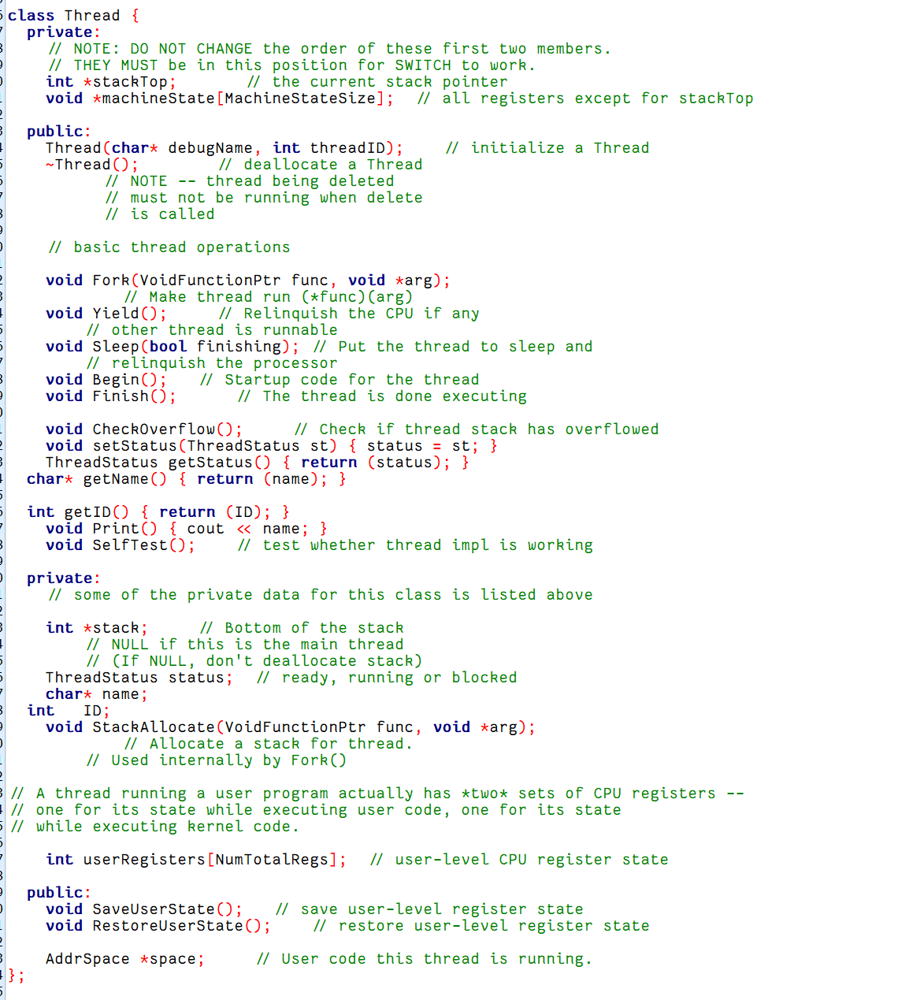 class Thread {
private:
// NOTE: DO NOT CHANGE the order of these first two members.
// THEY MUST be in this position for SWITCH to work.
int *stackTop; // the current stack pointer
void *machineState[MachineStateSize]; // all registers except for stackTop
public:
Thread(char* debugName, int threadID); // initialize a Thread
~Thread(); // deallocate a Thread
// NOTE -- thread being deleted
// must not be running when delete
// is called
// basic thread operations
void Fork(VoidFunctionPtr func, void *arg);
// Make thread run (*func)(arg)
void Yield(); // Relinquish the CPU if any
// other thread is runnable
void Sleep(bool finishing); // Put the thread to sleep and
// relinquish the processor
void Begin(); // Startup code for the thread
void Finish(); // The thread is done executing
void CheckOverflow(); // Check if thread stack has overflowed
void setStatus(ThreadStatus st) { status = st; }
ThreadStatus getStatus() { return (status); }
char* getName() { return (name); }
int getID() { return (ID); }
void Print() { cout << name; }
void SelfTest(); // test whether thread impl is working
private:
// some of the private data for this class is listed above
int *stack; // Bottom of the stack
// NULL if this is the main thread
// (If NULL, don't deallocate stack)
ThreadStatus status; // ready, running or blocked
char* name;
int ID;
void StackAllocate(VoidFunctionPtr func, void *arg);
// Allocate a stack for thread.
// Used internally by Fork()
// A thread running a user program actually has *two* sets of CPU registers --
// one for its state while executing user code, one for its state
// while executing kernel code.
int userRegisters[NumTotalRegs]; // user-level CPU register state
public:
void SaveUserState(); // save user-level register state
void RestoreUserState(); // restore user-level register state
AddrSpace *space; // User code this thread is running.
};